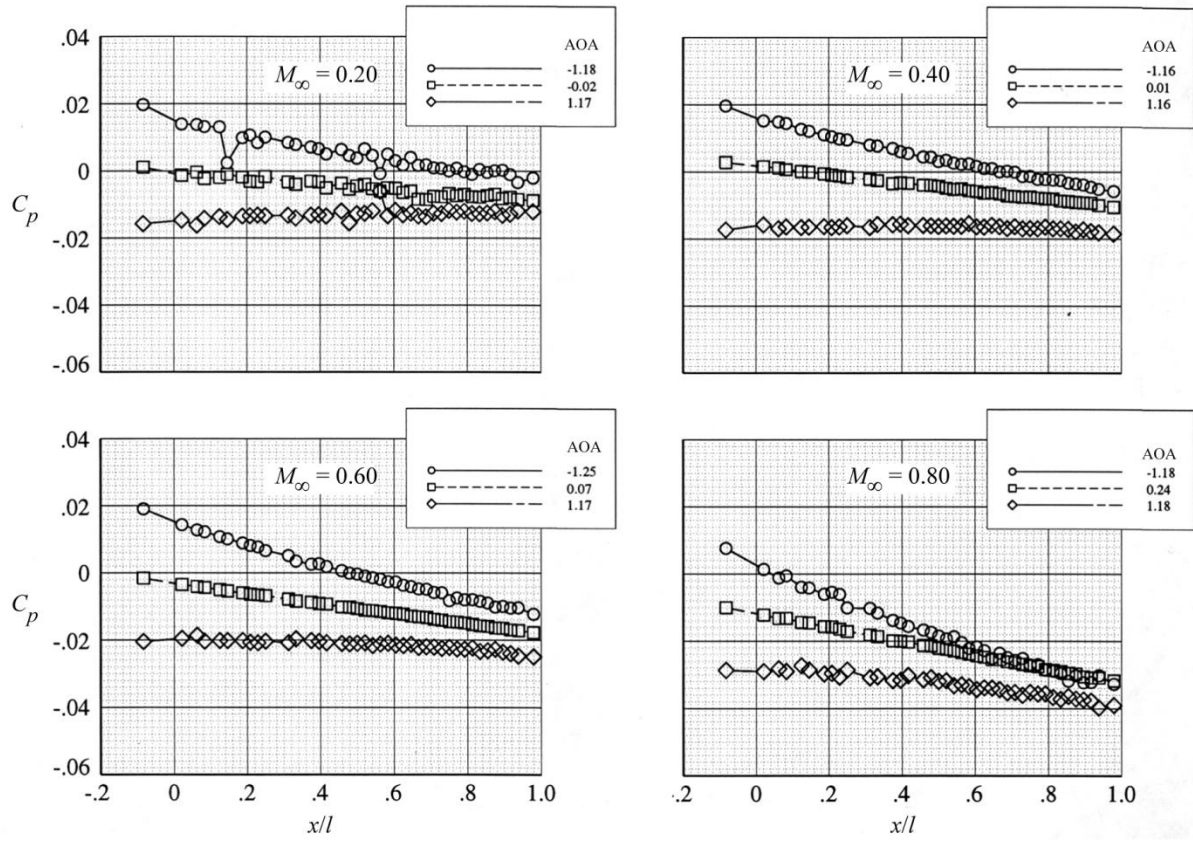 .04
.02
0
-.02
-.04
-.06
C_p
M∞ = 0.20
AOA
-1.18
-0.02
1.17
M∞ = 0.40
AOA
-1.16
0.01
1.16
.04
.02
0
-.02
-.04
-.06
C_p
M∞ = 0.60
AOA
-1.25
0.07
1.17
-.2 0 .2 .4 .6 .8 1.0
x/l
M∞ = 0.80
AOA
-1.18
0.24
1.18
.2 0 .2 .4 .6 .8 1.0
x/l